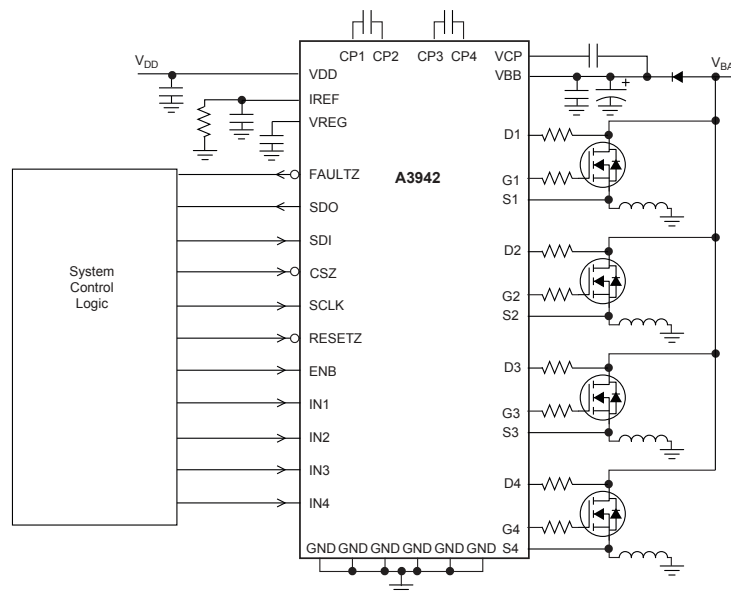 CP1 CP2 CP3 CP4
VCP
VBB
V_DD
VDD
IREF
VREG
V_BA
FAULTZ
SDO
SDI
CSZ
SCLK
RESETZ
ENB
IN1
IN2
IN3
IN4
A3942
System
Control
Logic
D1
G1
S1
D2
G2
S2
D3
G3
S3
D4
G4
S4
GND GND GND GND GND GND
+